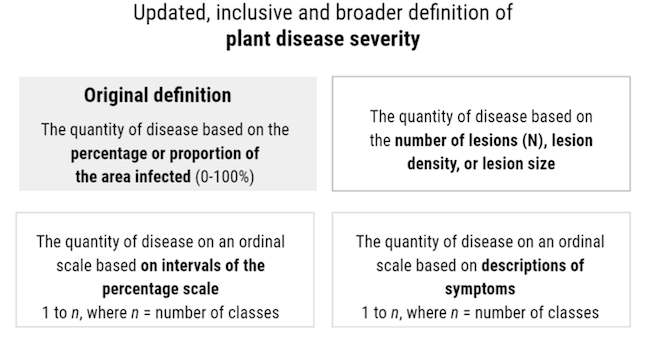 Updated, inclusive and broader definition of
plant disease severity
Original definition
The quantity of disease based on the
percentage or proportion of
the area infected (0-100%)
The quantity of disease based on
the number of lesions (N), lesion
density, or lesion size
The quantity of disease on an ordinal
scale based on intervals of the
percentage scale
1 to n, where n = number of classes
The quantity of disease on an ordinal
scale based on descriptions of
symptoms
1 to n, where n = number of classes